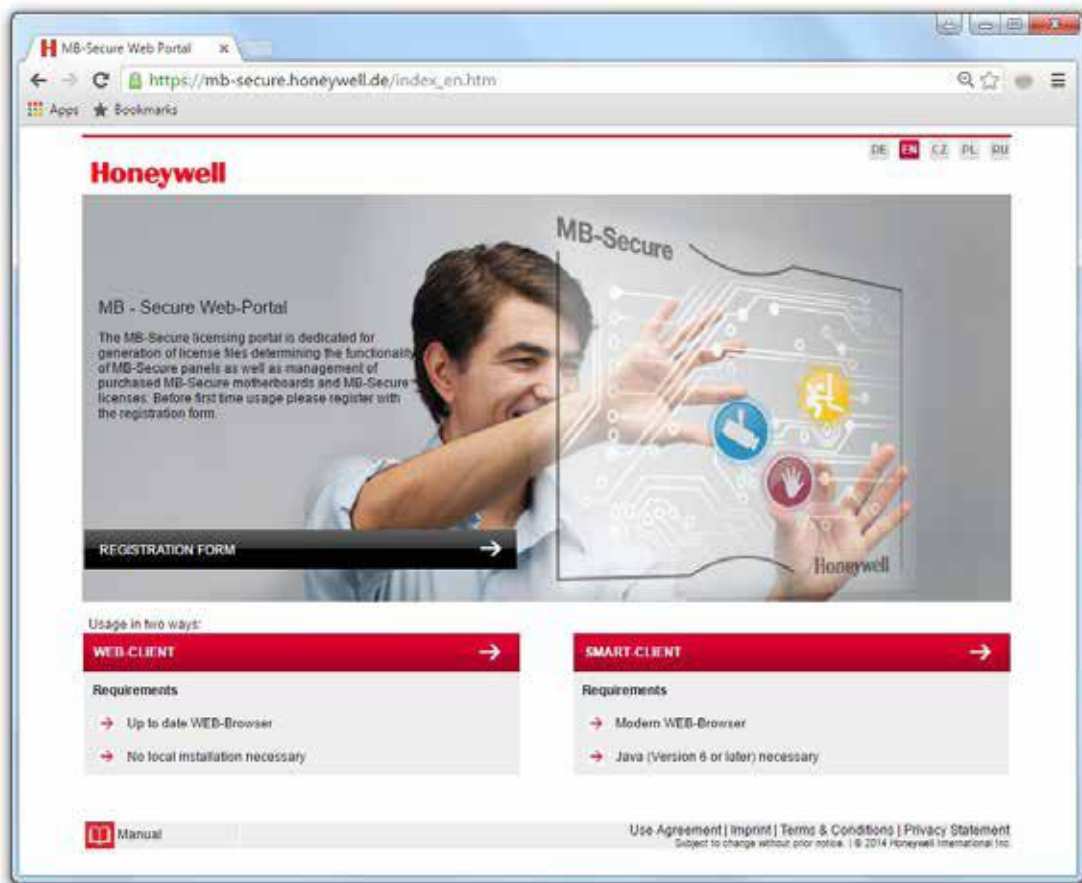 MB-Secure Web Portal
https://mb-secure.honeywell.de/index_en.htm
Apps Bookmarks
DE EN CZ PL RU
Honeywell
MB-Secure
MB - Secure Web-Portal
The MB-Secure licensing portal is dedicated for
generation of license files determining the functionality
of MB-Secure panels as well as management of
purchased MB-Secure motherboards and MB-Secure
licenses. Before first time usage please register with
the registration form.
REGISTRATION FORM
Honeywell
Usage in two ways:
WEB-CLIENT
Requirements
Up to date WEB-Browser
No local installation necessary
SMART-CLIENT
Requirements
Modern WEB-Browser
Java (Version 6 or later) necessary
Manual
Use Agreement | Imprint | Terms & Conditions | Privacy Statement
Subject to change without prior notice. | © 2014 Honeywell International Inc.